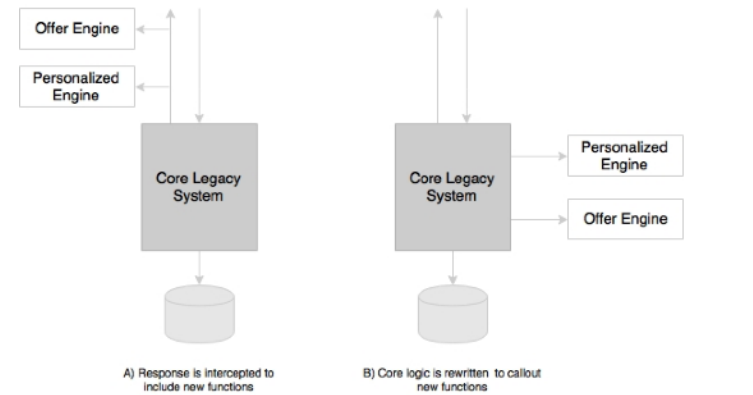 Offer Engine
Personalized
Engine
Core Legacy
System
A) Response is intercepted to
include new functions
Core Legacy
System
Personalized
Engine
Offer Engine
B) Core logic is rewritten to callout
new functions